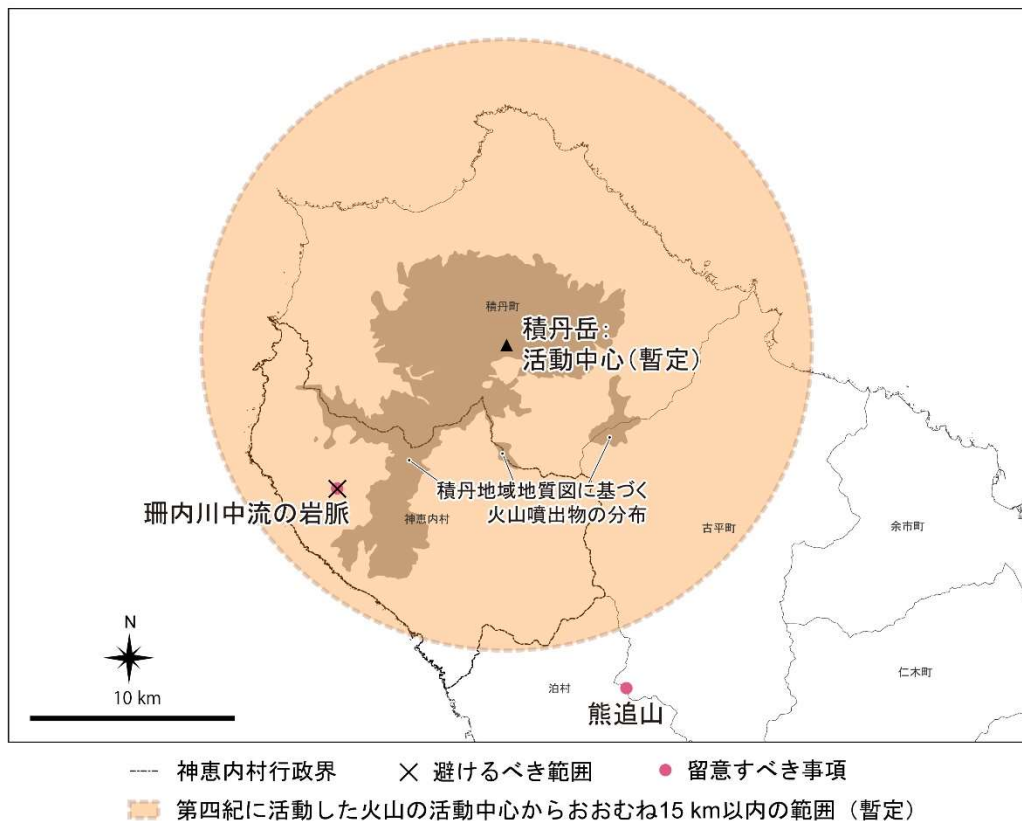 積丹町
積丹岳：
活動中心（暫定）
積丹地域地質図に基づく
火山噴出物の分布
珊内川中流の岩脈
神恵内村
古平町
余市町
仁木町
泊村
熊追山
N
10 km
神恵内村行政界
避けるべき範囲
留意すべき事項
第四紀に活動した火山の活動中心からおおむね15 km以内の範囲（暫定）